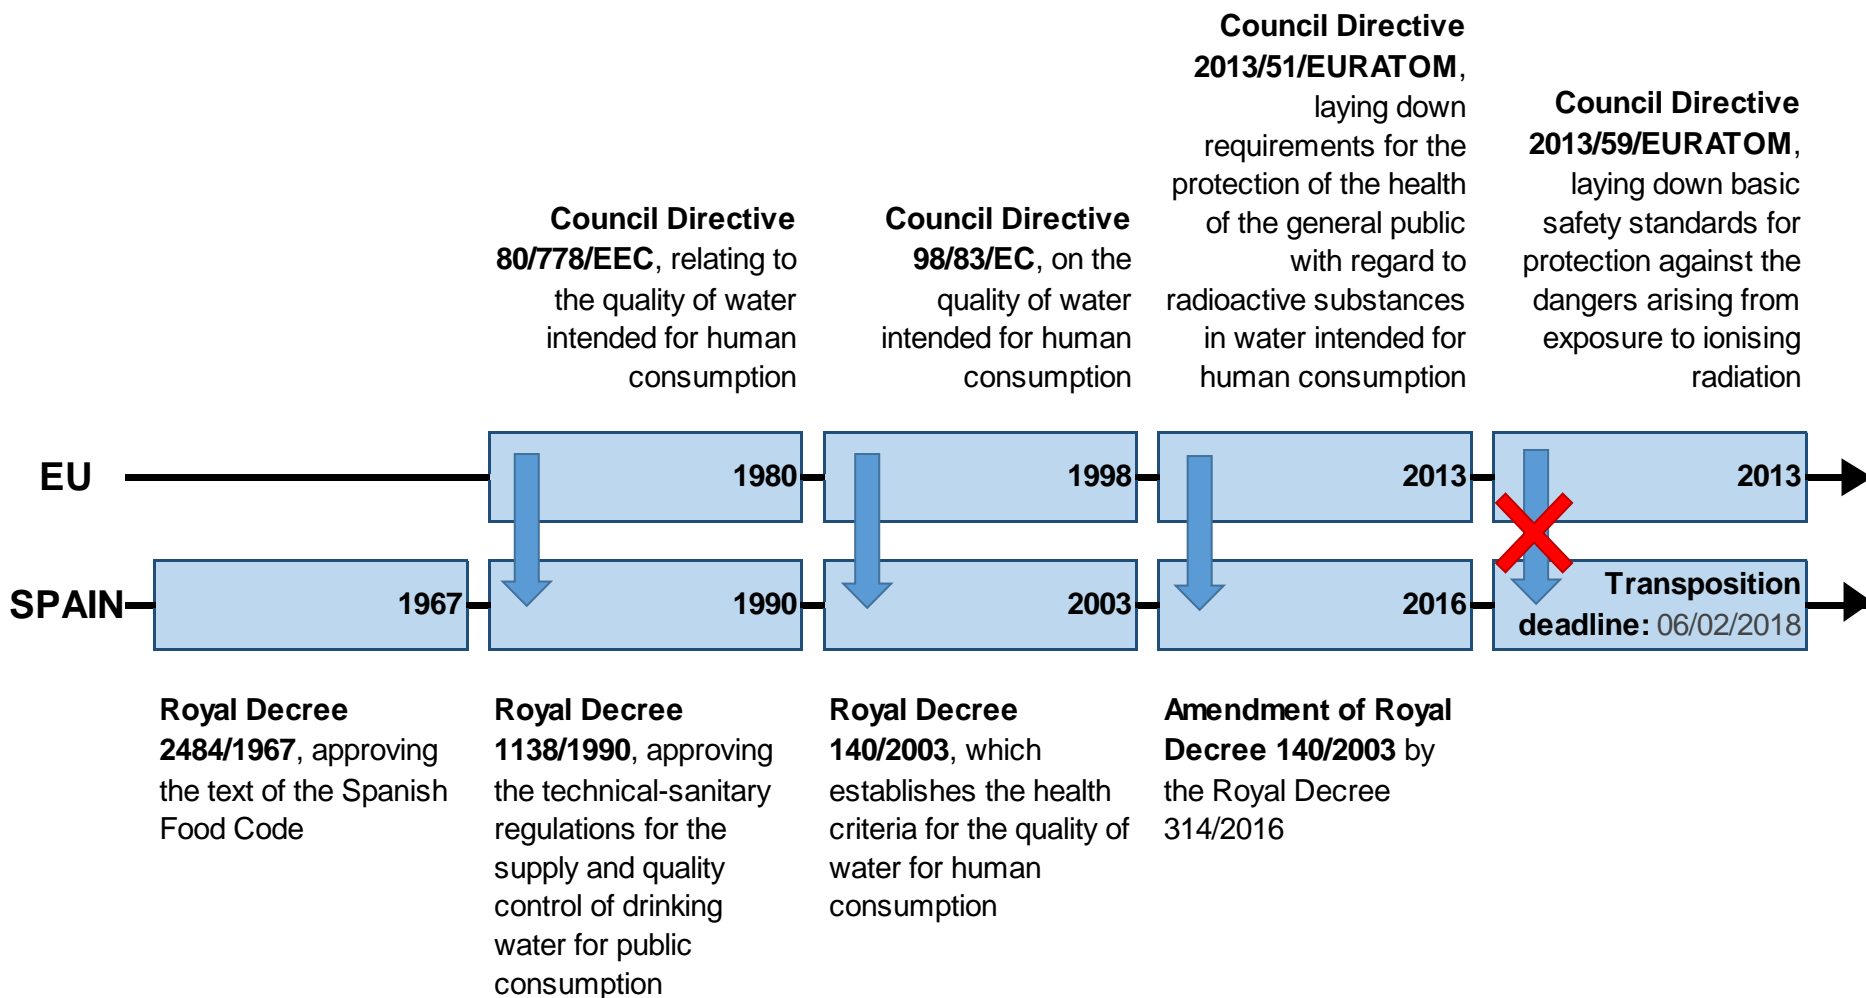 Council Directive
80/778/EEC, relating to
the quality of water
intended for human
consumption
Council Directive
98/83/EC, on the
quality of water
intended for human
consumption
Council Directive
2013/51/EURATOM,
laying down
requirements for the
protection of the health
of the general public
with regard to
radioactive substances
in water intended for
human consumption
Council Directive
2013/59/EURATOM,
laying down basic
safety standards for
protection against the
dangers arising from
exposure to ionising
radiation
EU
1980
1998
2013
2013
SPAIN
1967
1990
2003
2016
Transposition
deadline: 06/02/2018
Royal Decree
2484/1967, approving
the text of the Spanish
Food Code
Royal Decree
1138/1990, approving
the technical-sanitary
regulations for the
supply and quality
control of drinking
water for public
consumption
Royal Decree
140/2003, which
establishes the health
criteria for the quality of
water for human
consumption
Amendment of Royal
Decree 140/2003 by
the Royal Decree
314/2016